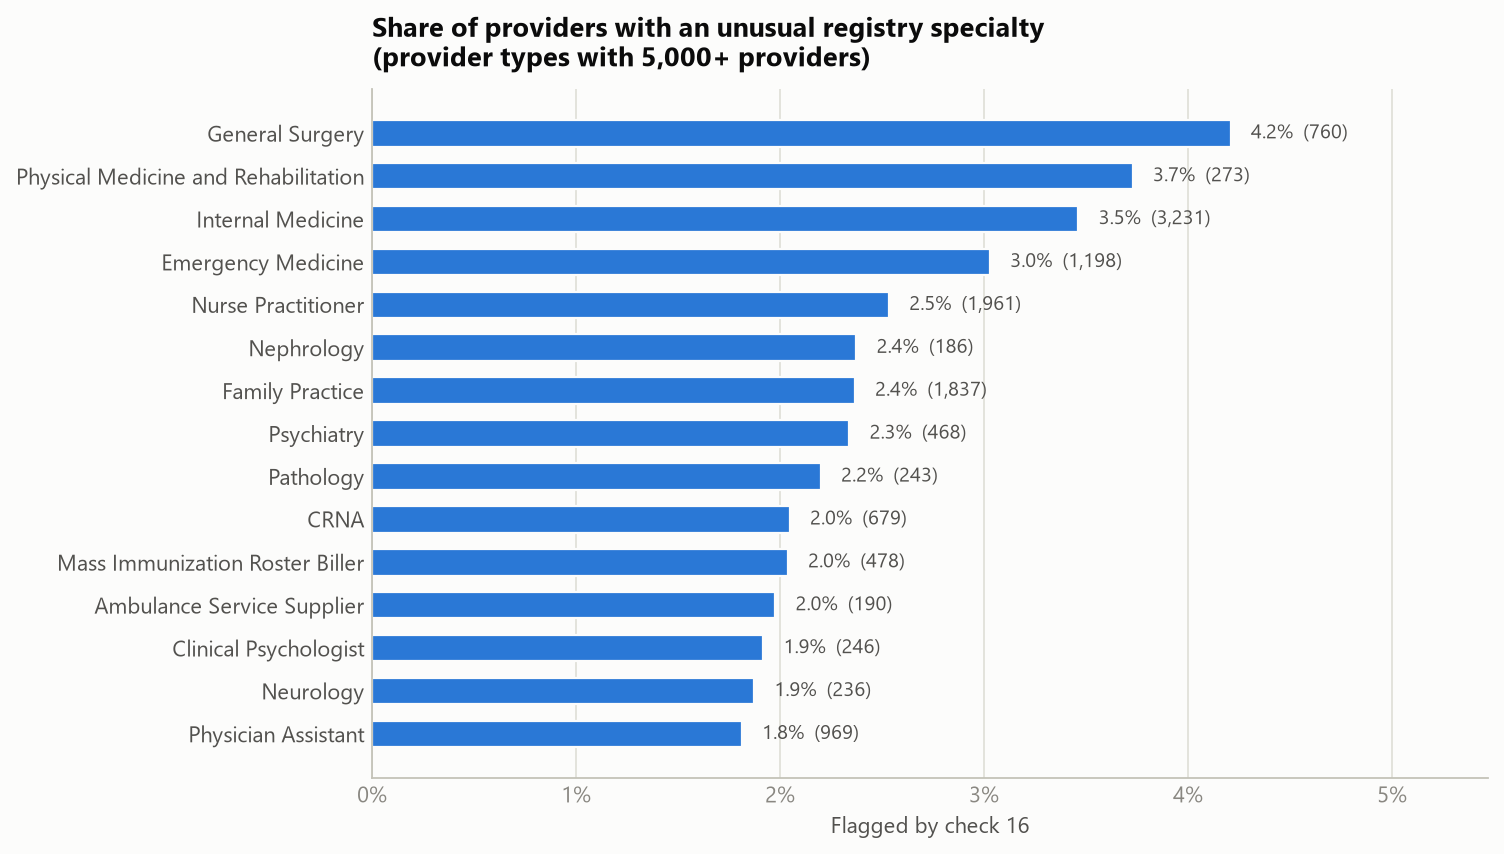 Share of providers with an unusual registry specialty
(provider types with 5,000+ providers)
General Surgery 4.2% (760)
Physical Medicine and Rehabilitation 3.7% (273)
Internal Medicine 3.5% (3,231)
Emergency Medicine 3.0% (1,198)
Nurse Practitioner 2.5% (1,961)
Nephrology 2.4% (186)
Family Practice 2.4% (1,837)
Psychiatry 2.3% (468)
Pathology 2.2% (243)
CRNA 2.0% (679)
Mass Immunization Roster Biller 2.0% (478)
Ambulance Service Supplier 2.0% (190)
Clinical Psychologist 1.9% (246)
Neurology 1.9% (236)
Physician Assistant 1.8% (969)
0% 1% 2% 3% 4% 5%
Flagged by check 16